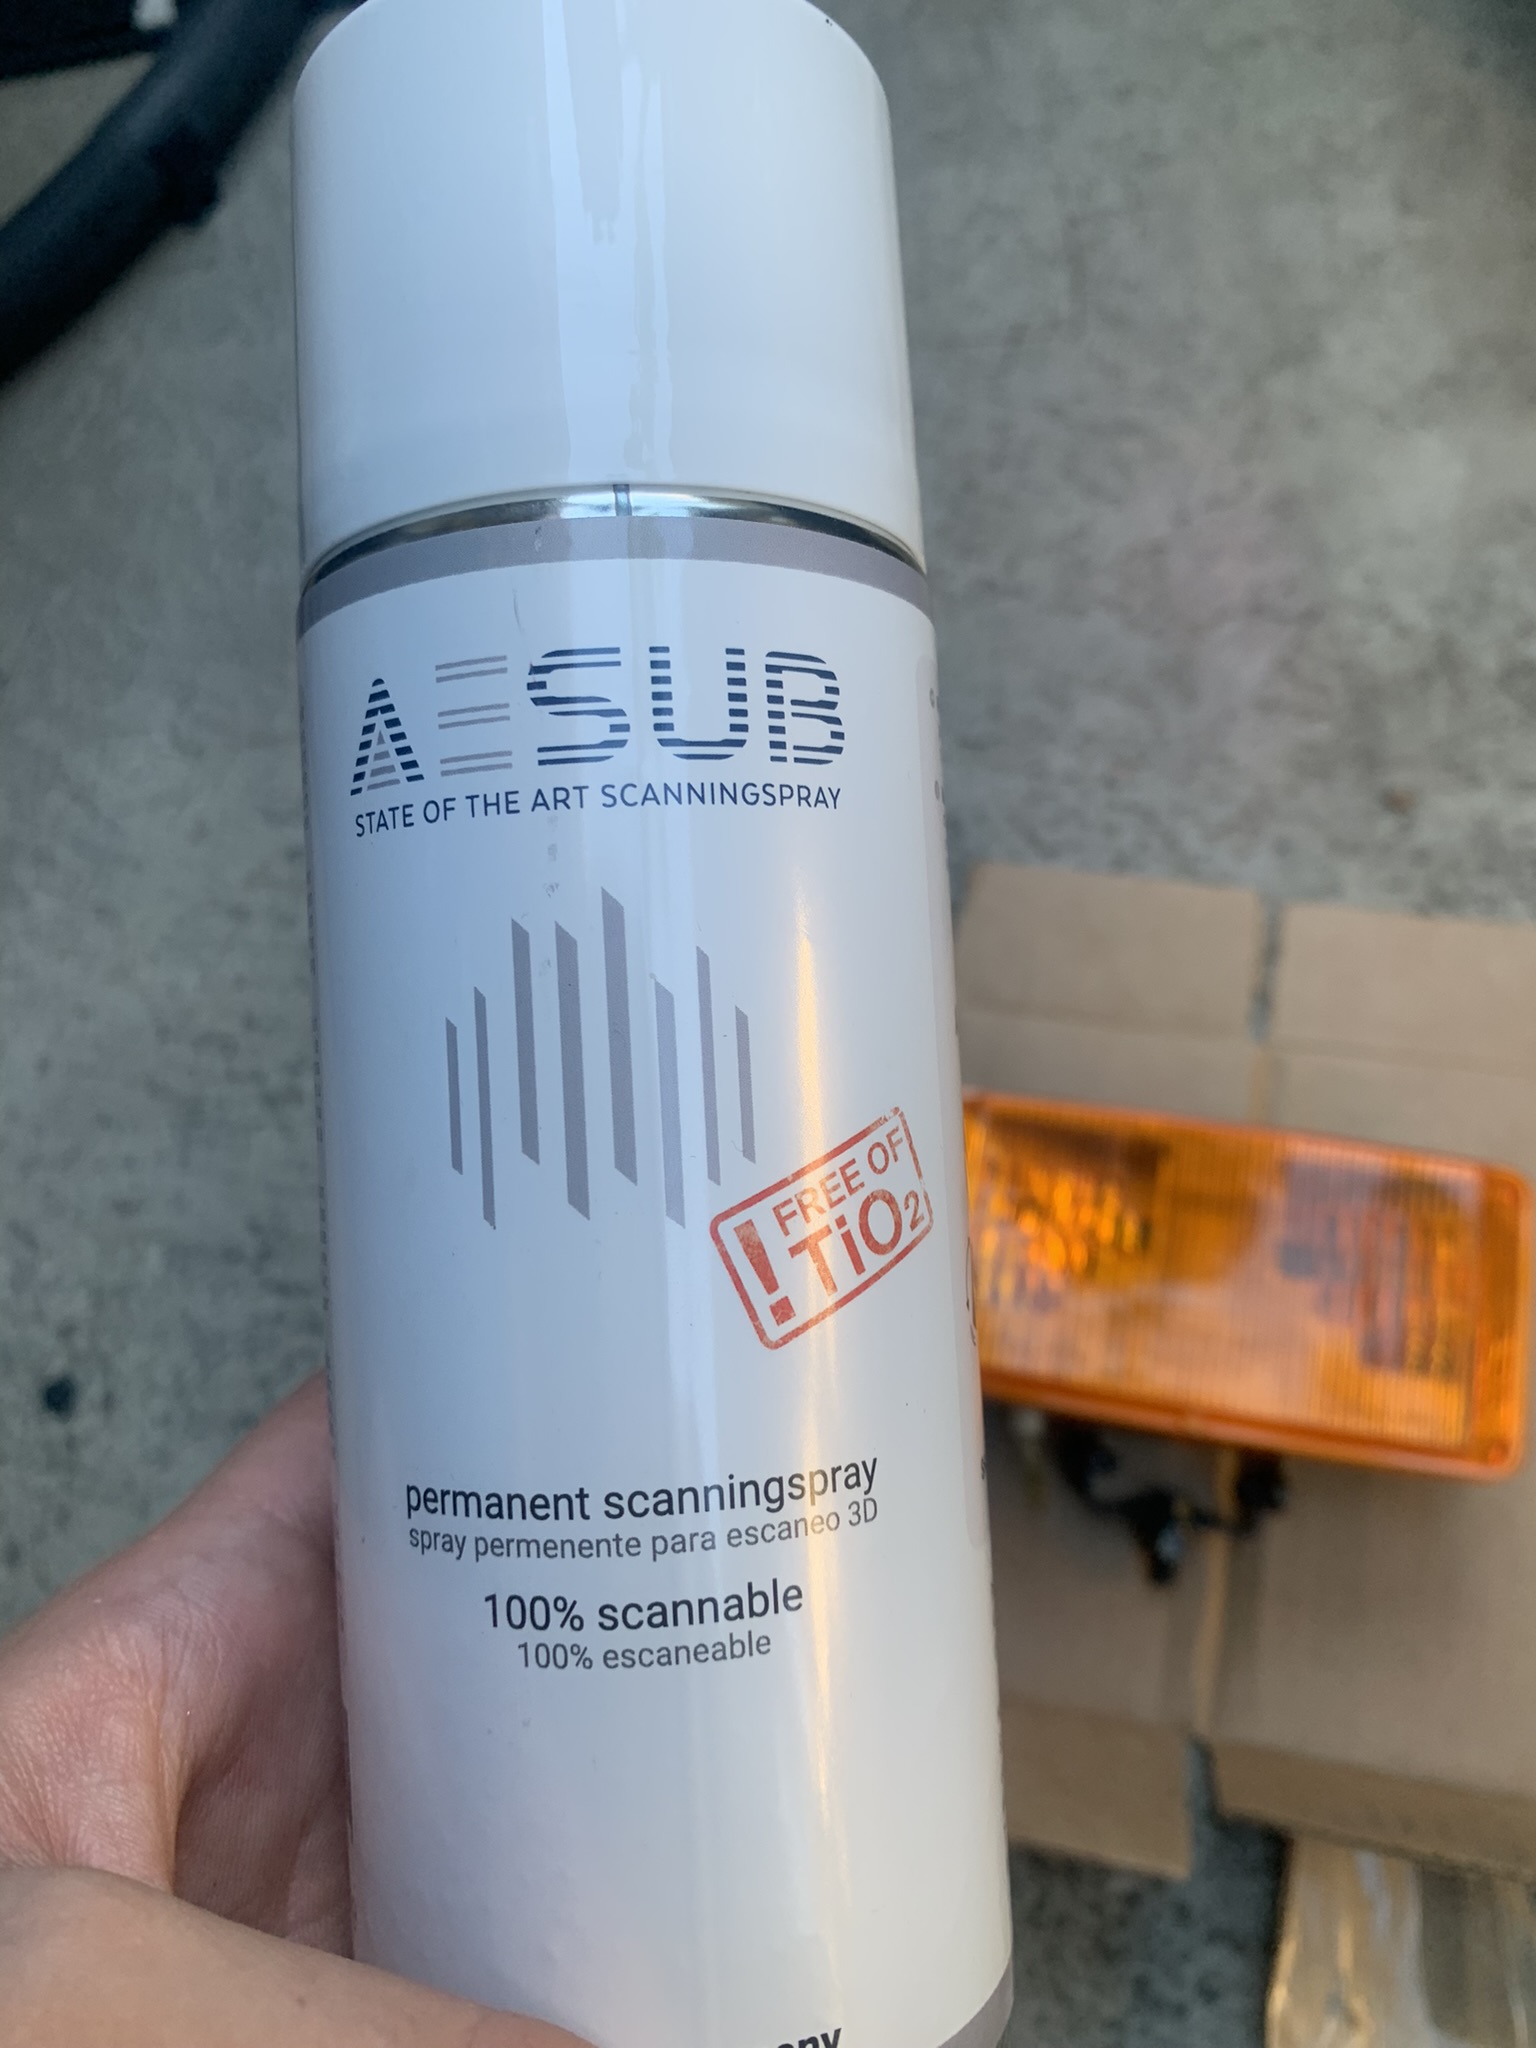 AESUB
STATE OF THE ART SCANNINGSPRAY
! FREE OF
TiO2
permanent scanningspray
spray permenente para escaneo 3D
100% scannable
100% escaneable